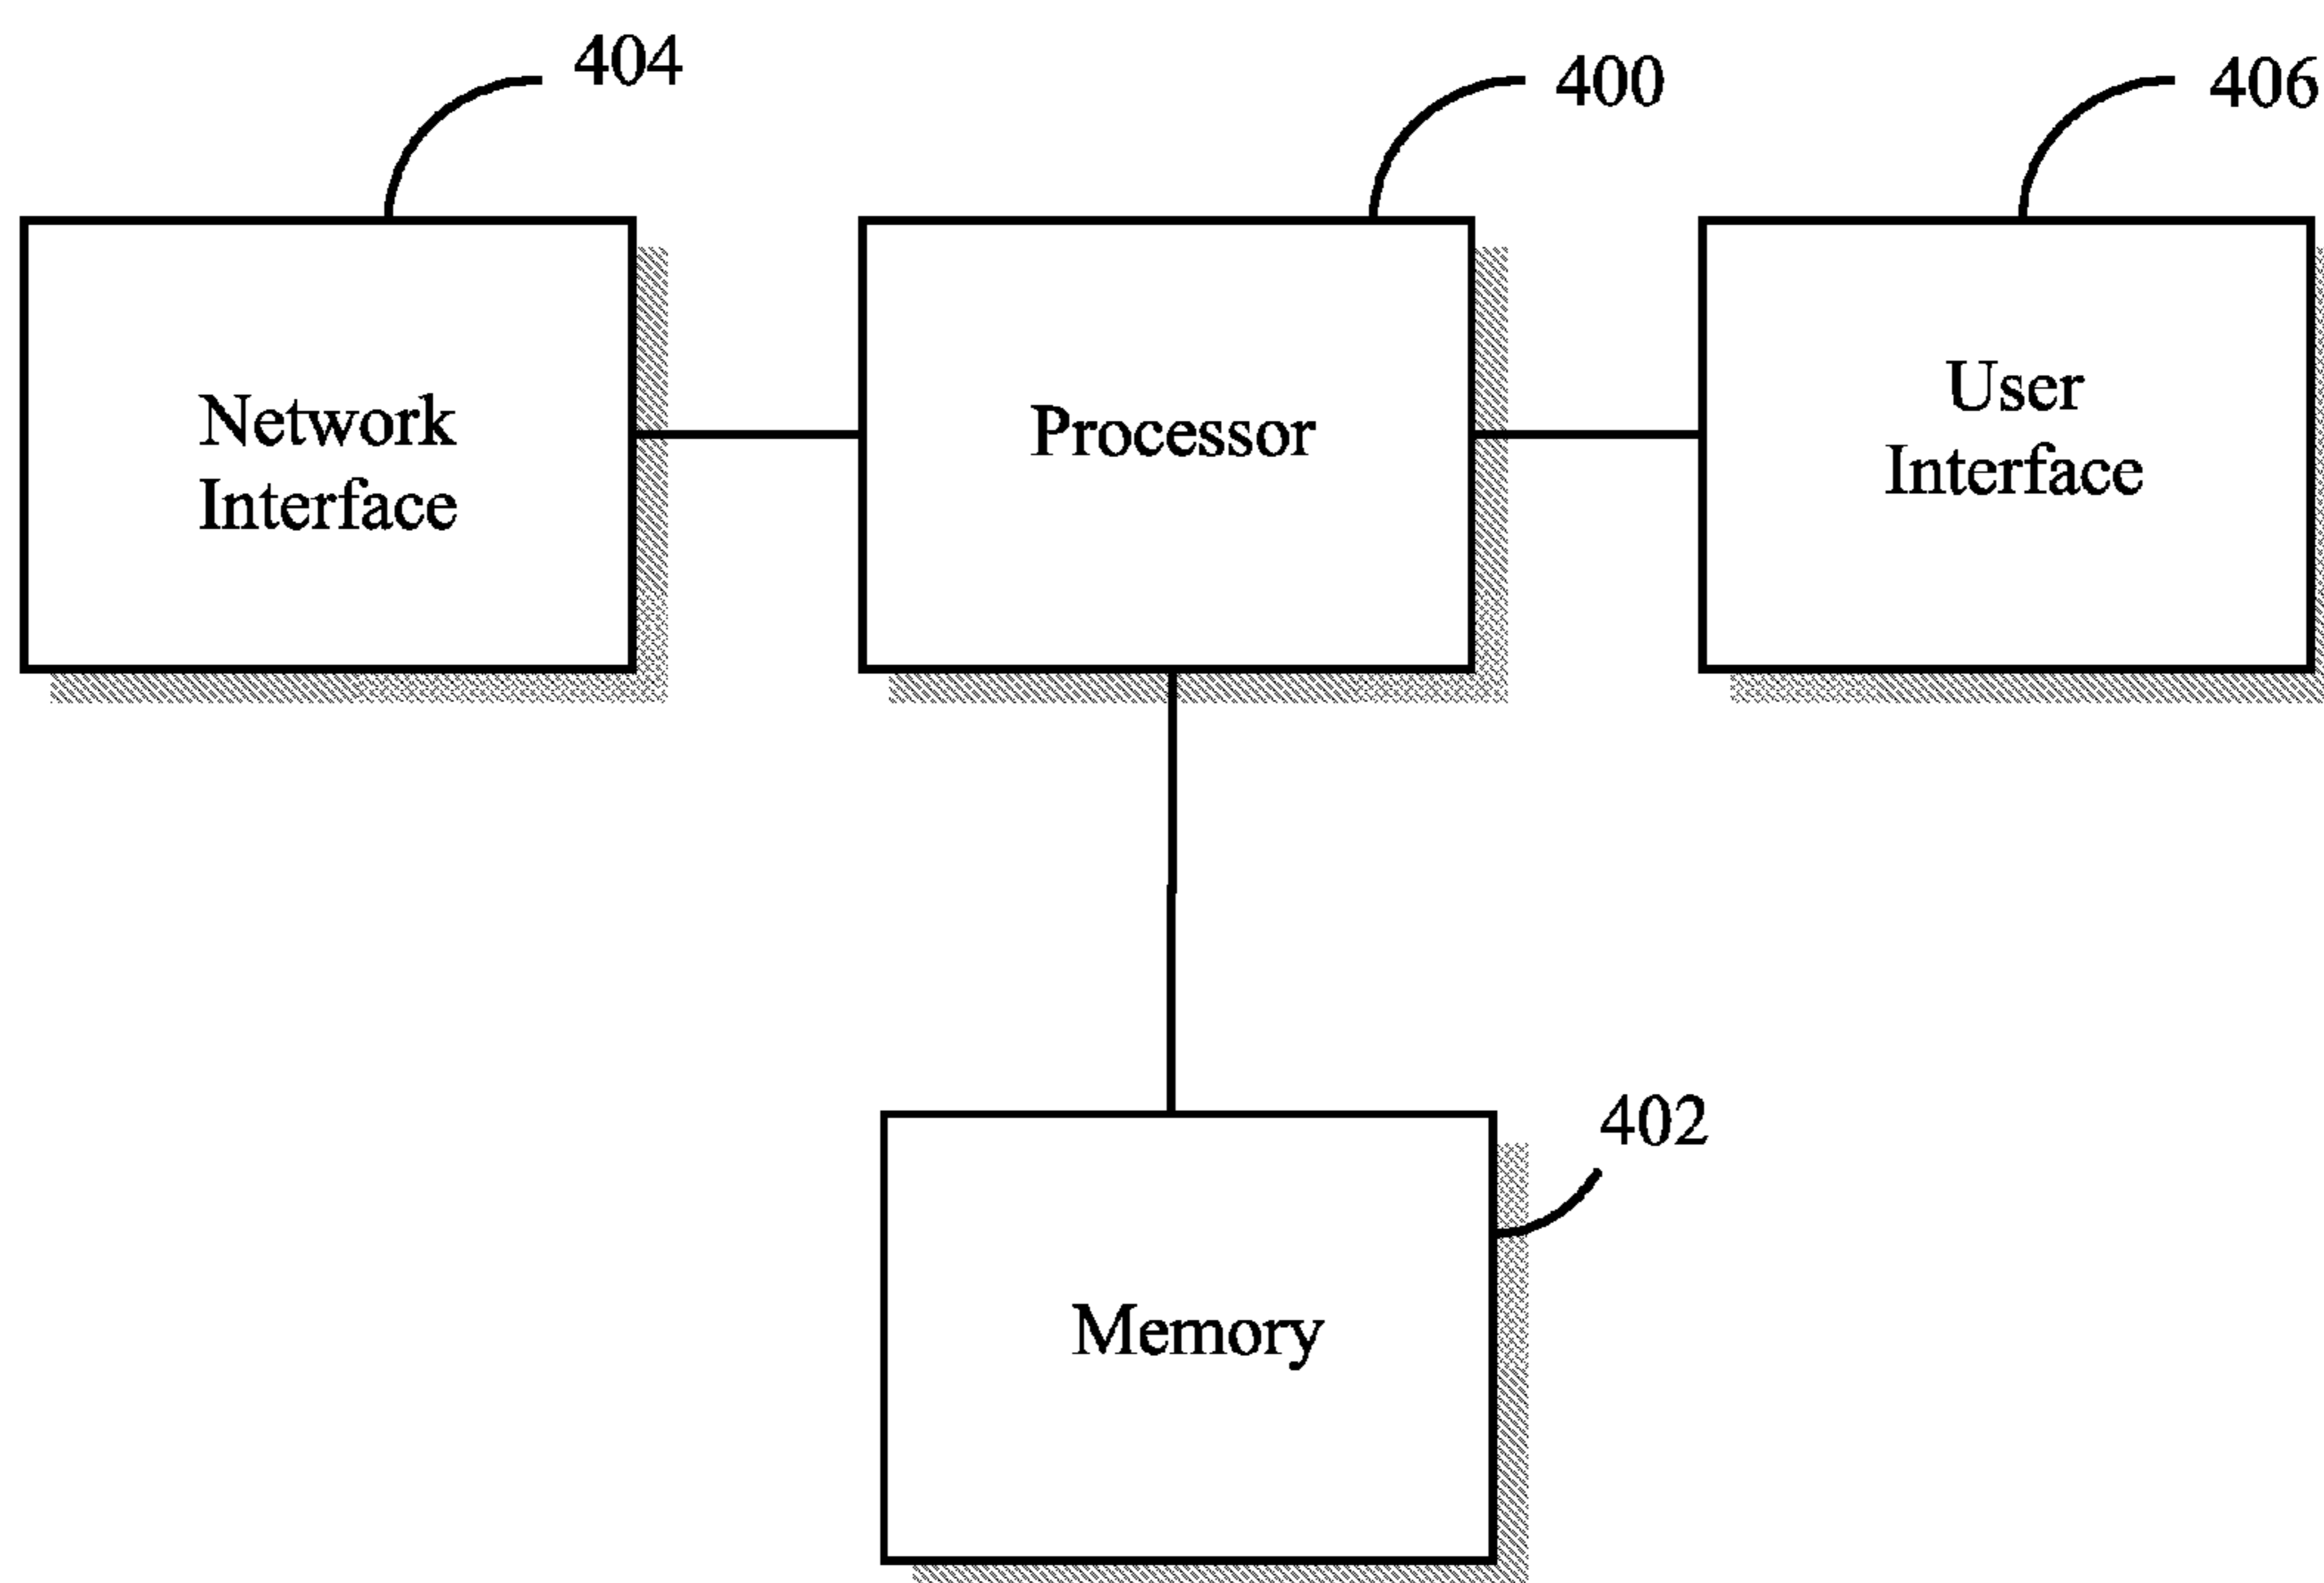 404
400
406
Network
Interface
Processor
User
Interface
402
Memory